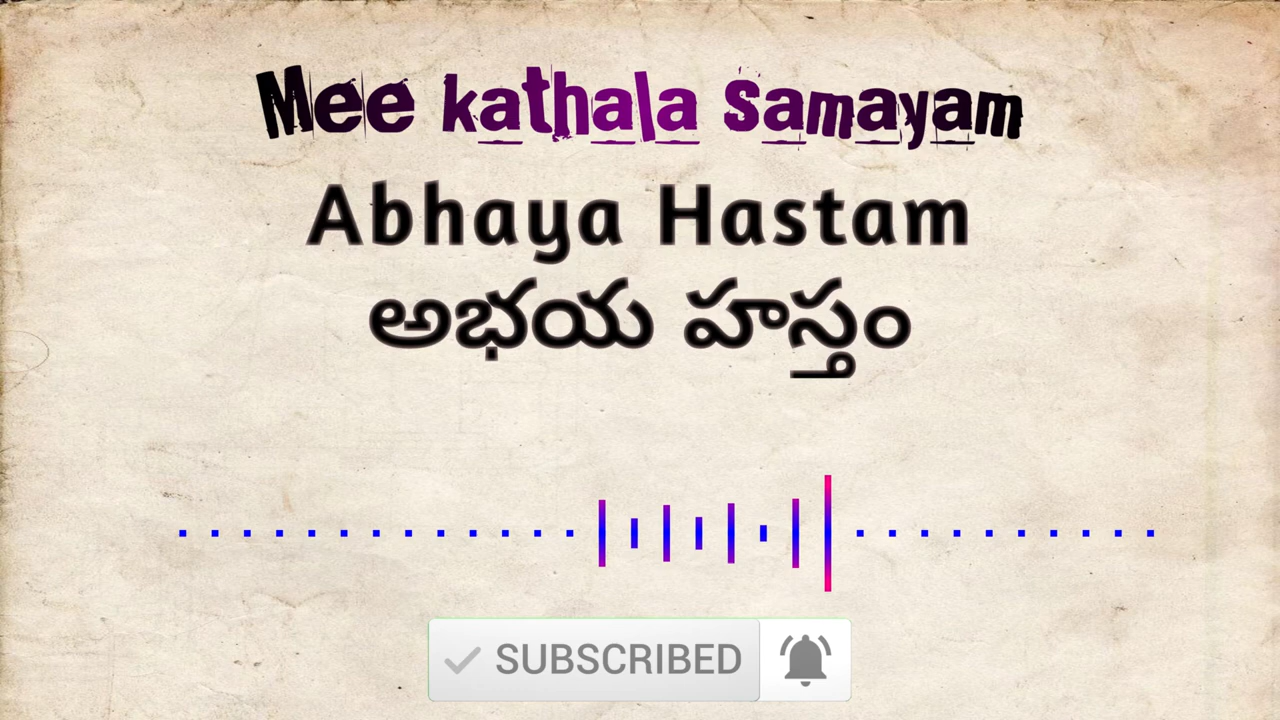 Mee kathala samayam
Abhaya Hastam
అభయ హస్తం
SUBSCRIBED